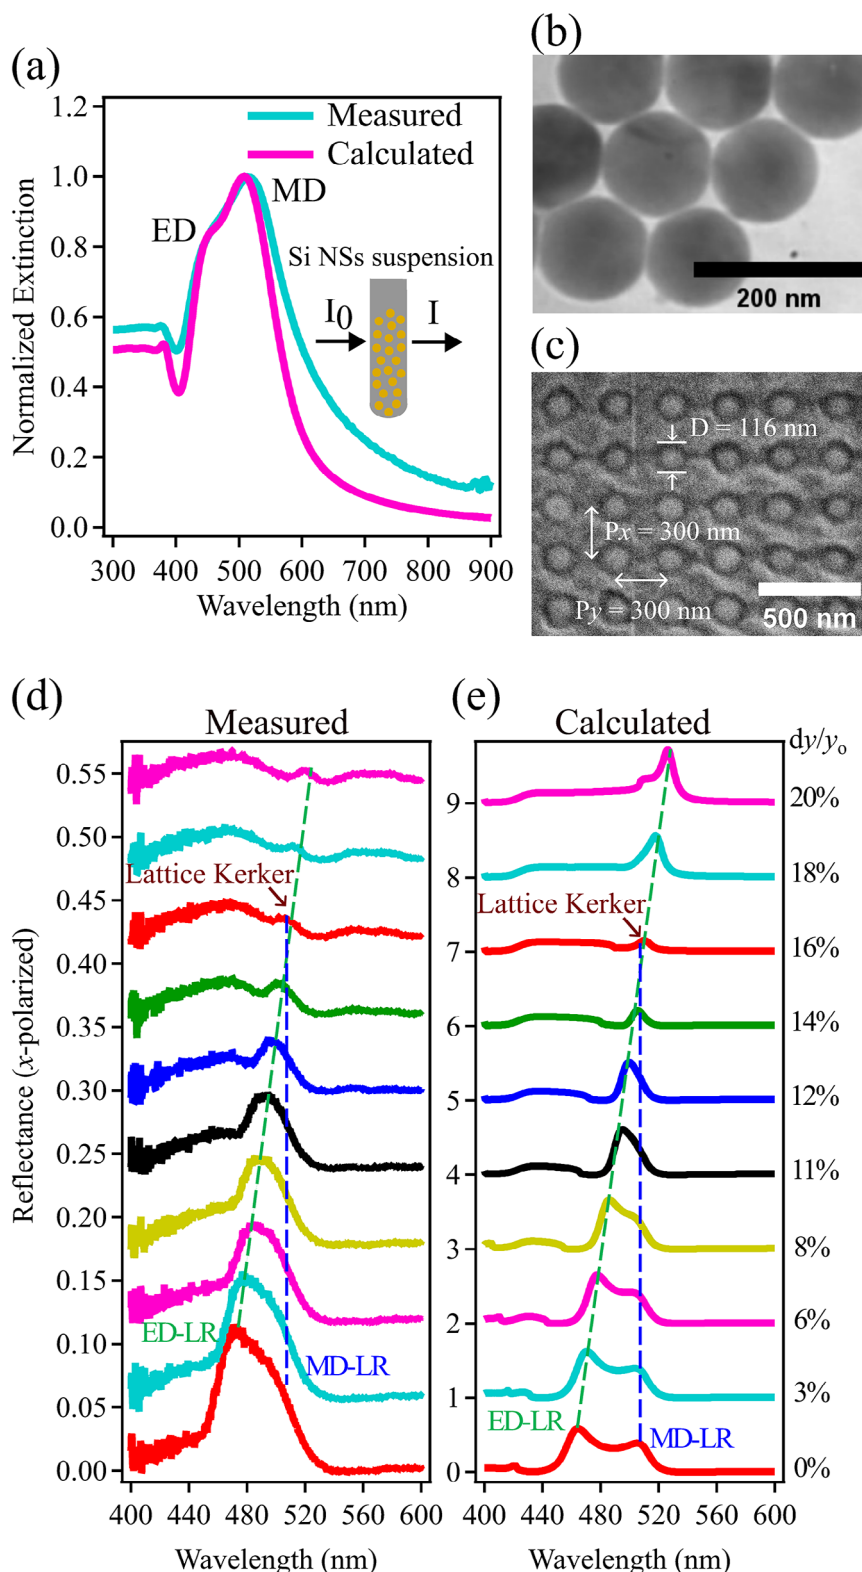 (a)
1.2
1.0
0.8
0.6
0.4
0.2
0.0
Normalized Extinction
Measured
Calculated
ED
MD
Si NSs suspension
I0
I
300 400 500 600 700 800 900
Wavelength (nm)
(b)
200 nm
(c)
D = 116 nm
Px = 300 nm
Py = 300 nm
500 nm
(d)
Measured
0.55
0.50
0.45
0.40
0.35
0.30
0.25
0.20
0.15
0.10
0.05
0.00
Reflectance (x-polarized)
Lattice Kerker
ED-LR
MD-LR
400 440 480 520 560 600
Wavelength (nm)
(e)
Calculated
9
8
7
6
5
4
3
2
1
0
Lattice Kerker
ED-LR
MD-LR
400 440 480 520 560 600
Wavelength (nm)
dy/yo
20%
18%
16%
14%
12%
11%
8%
6%
3%
0%